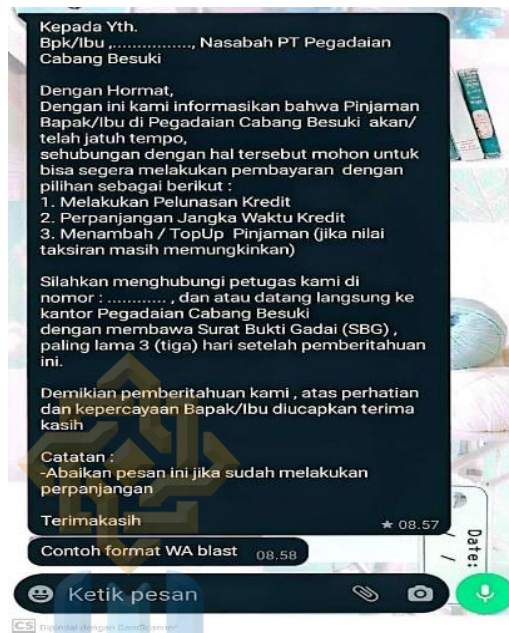 Kepada Yth.
Bpk/Ibu ,................, Nasabah PT Pegadaian
Cabang Besuki
Dengan Hormat,
Dengan ini kami informasikan bahwa Pinjaman
Bapak/Ibu di Pegadaian Cabang Besuki akan/
telah jatuh tempo,
sehubungan dengan hal tersebut mohon untuk
bisa segera melakukan pembayaran dengan
pilihan sebagai berikut :
1. Melakukan Pelunasan Kredit
2. Perpanjangan Jangka Waktu Kredit
3. Menambah / TopUp Pinjaman (jika nilai
taksiran masih memungkinkan)
Silahkan menghubungi petugas kami di
nomor : ............ , dan atau datang langsung ke
kantor Pegadaian Cabang Besuki
dengan membawa Surat Bukti Gadai (SBG) ,
paling lama 3 (tiga) hari setelah pemberitahuan
ini.
Demikian pemberitahuan kami , atas perhatian
dan kepercayaan Bapak/Ibu diucapkan terima
kasih
Catatan :
-Abaikan pesan ini jika sudah melakukan
perpanjangan
Terimakasih
★ 08.57
Contoh format WA blast 08.58
Date:
/ /
Ketik pesan
CS Dipindai dengan CamScanner